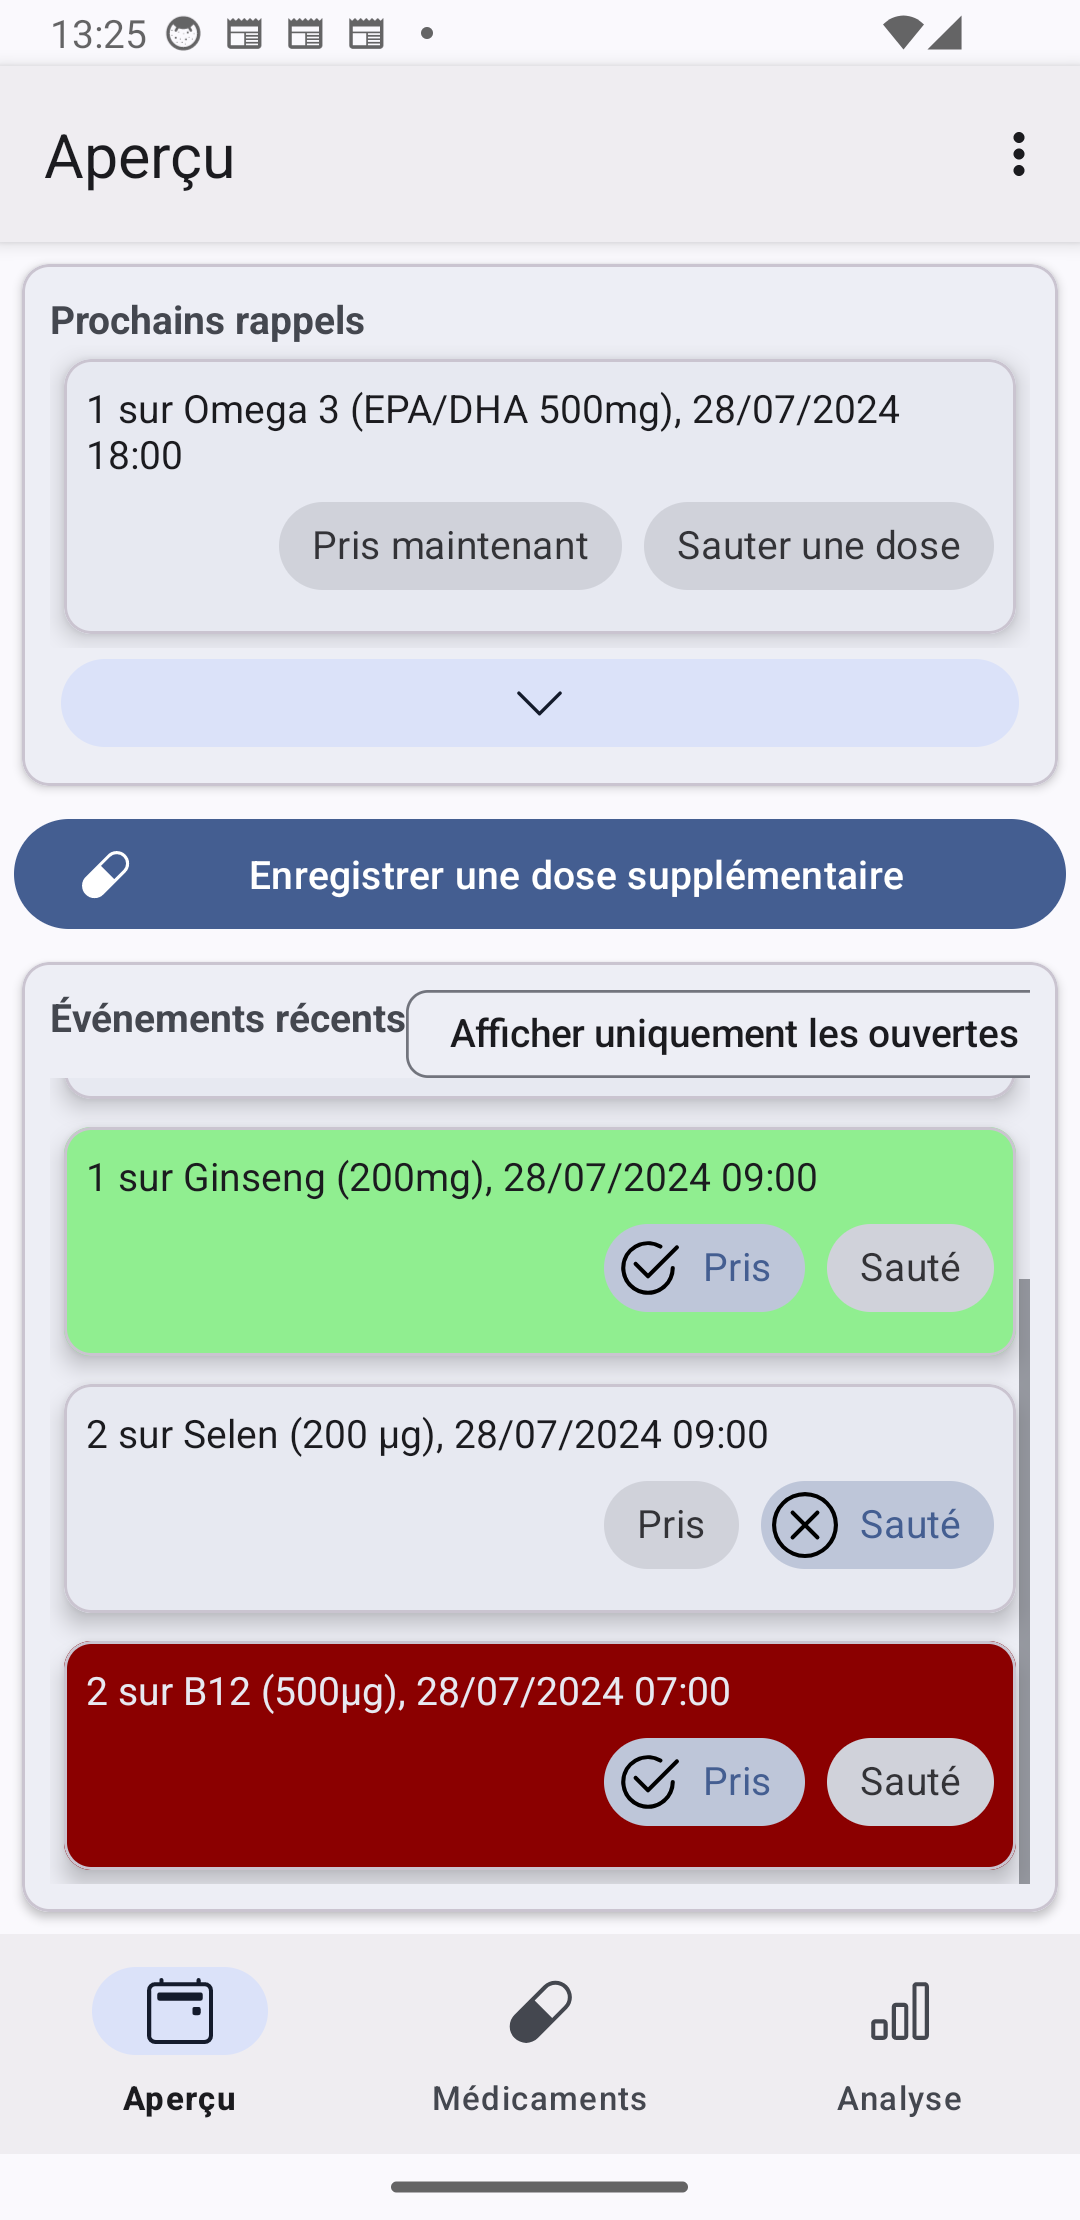 13:25
Aperçu
Prochains rappels
1 sur Omega 3 (EPA/DHA 500mg), 28/07/2024
18:00
Pris maintenant
Sauter une dose
Enregistrer une dose supplémentaire
Événements récents
Afficher uniquement les ouvertes
1 sur Ginseng (200mg), 28/07/2024 09:00
Pris
Sauté
2 sur Selen (200 µg), 28/07/2024 09:00
Pris
Sauté
2 sur B12 (500µg), 28/07/2024 07:00
Pris
Sauté
Aperçu
Médicaments
Analyse